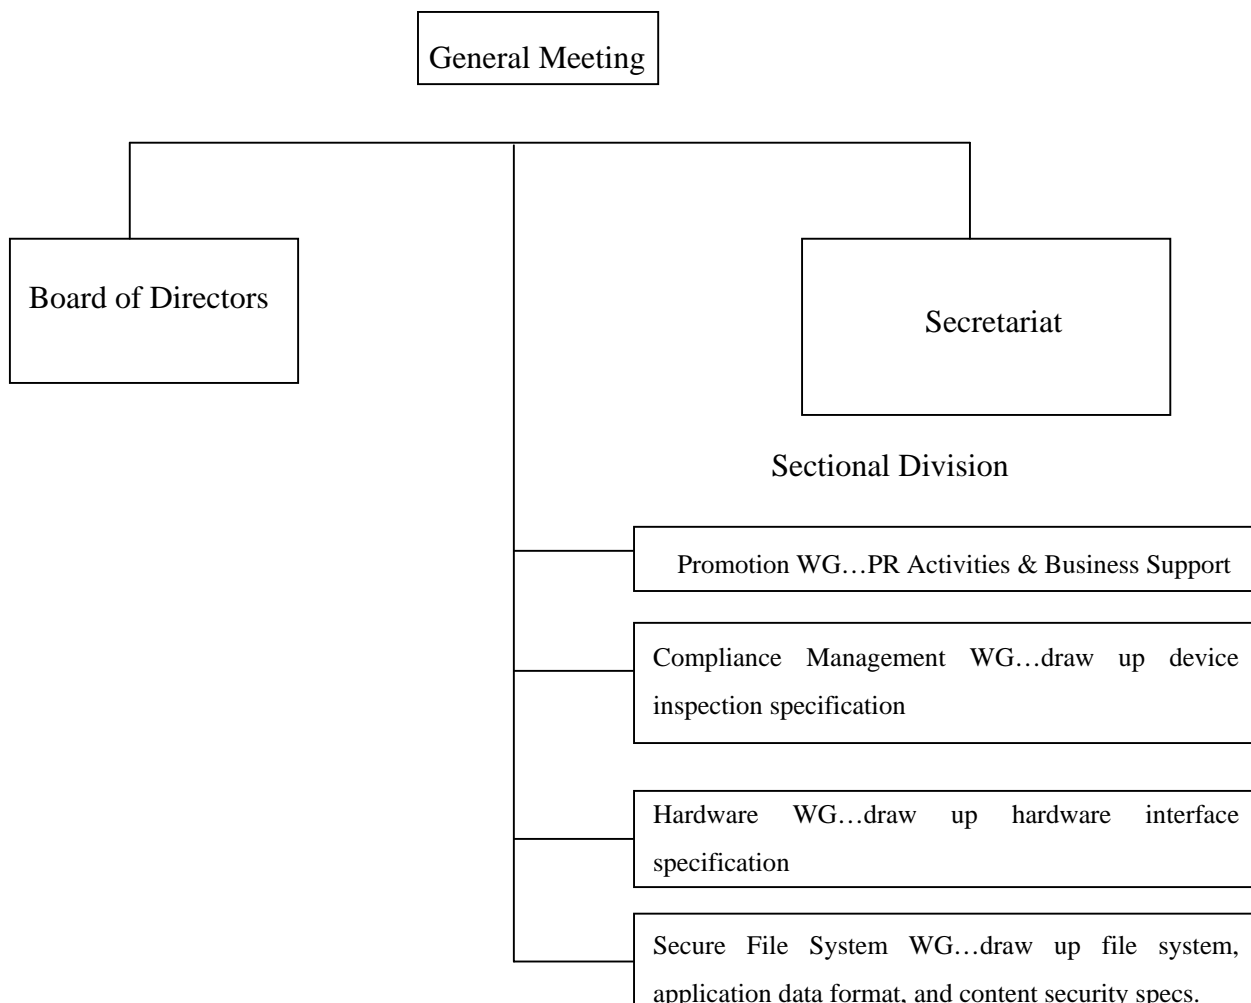 General Meeting
Board of Directors
Secretariat
Sectional Division
Promotion WG…PR Activities & Business Support
Compliance Management WG…draw up device
inspection specification
Hardware WG…draw up hardware interface
specification
Secure File System WG…draw up file system,
application data format, and content security specs.